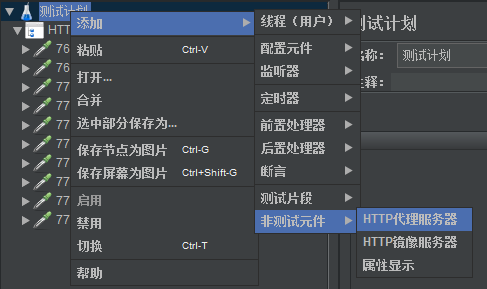 测试计划
HTT
76
76
77
77
77
77
77
77
添加
粘贴 Ctrl-V
打开...
合并
选中部分保存为...
保存节点为图片 Ctrl-G
保存屏幕为图片 Ctrl+Shift-G
启用
禁用
切换 Ctrl-T
帮助
线程（用户）
配置元件
监听器
定时器
前置处理器
后置处理器
断言
测试片段
非测试元件
HTTP代理服务器
HTTP镜像服务器
属性显示
测试计划
名称： 测试计划
注释：